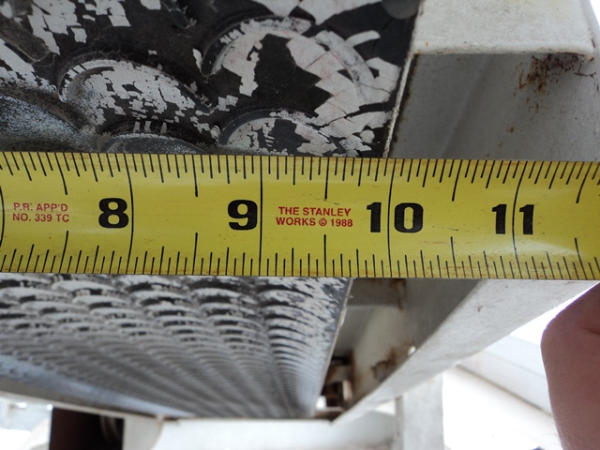 P.R. APP'D
NO. 339 TC
8
9
THE STANLEY
WORKS © 1988
10
11